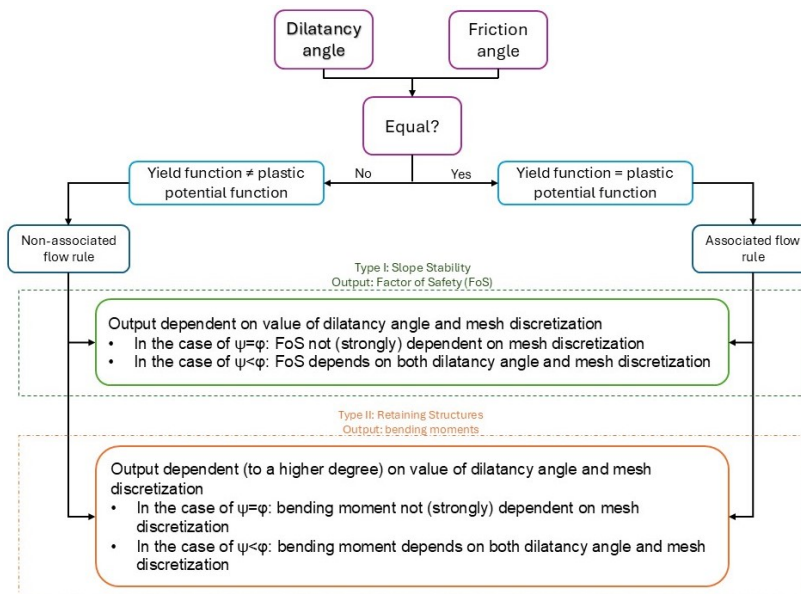 Dilatancy
angle
Friction
angle
Equal?
Yield function ≠ plastic
potential function
No
Yes
Yield function = plastic
potential function
Non-associated
flow rule
Associated flow
rule
Type I: Slope Stability
Output: Factor of Safety (FoS)
Output dependent on value of dilatancy angle and mesh discretization
• In the case of ψ=φ: FoS not (strongly) dependent on mesh discretization
• In the case of ψ<φ: FoS depends on both dilatancy angle and mesh discretization
Type II: Retaining Structures
Output: bending moments
Output dependent (to a higher degree) on value of dilatancy angle and mesh
discretization
• In the case of ψ=φ: bending moment not (strongly) dependent on mesh
discretization
• In the case of ψ<φ: bending moment depends on both dilatancy angle and mesh
discretization